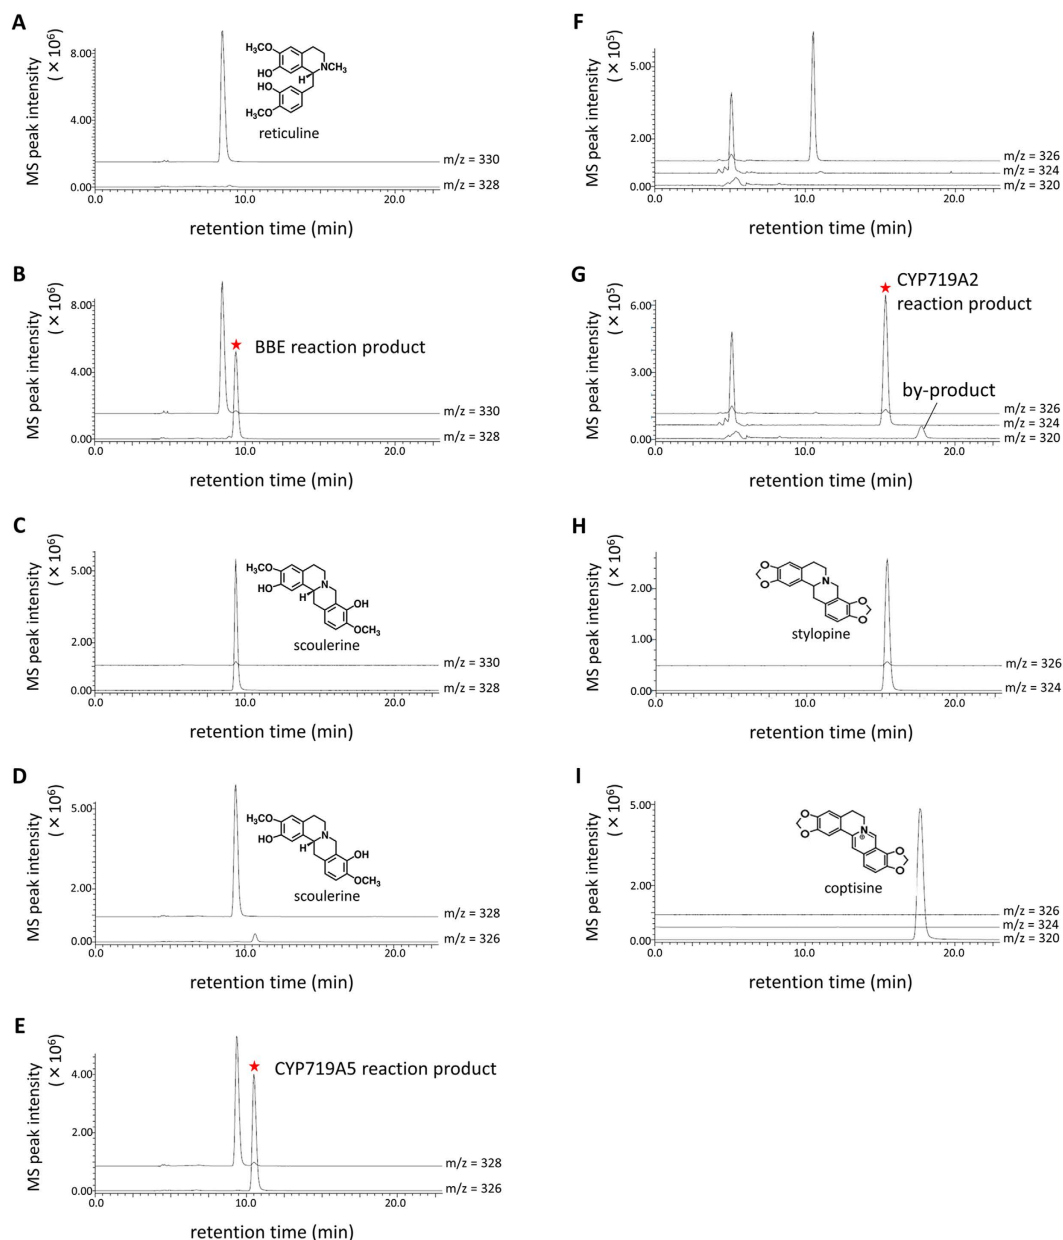 A
MS peak intensity
(×10⁶)
8.00
4.00
0.00
0.0
10.0
20.0
H₃CO
HO
N
CH₃
H
HO
H₃CO
reticuline
m/z = 330
m/z = 328
retention time (min)
B
MS peak intensity
(×10⁶)
8.00
4.00
0.00
0.0
10.0
20.0
BBE reaction product
m/z = 330
m/z = 328
retention time (min)
C
MS peak intensity
(×10⁶)
5.00
2.00
0.00
0.0
10.0
20.0
H₃CO
HO
N
H
OH
OCH₃
scoulerine
m/z = 330
m/z = 328
retention time (min)
D
MS peak intensity
(×10⁶)
5.00
2.00
0.00
0.0
10.0
20.0
H₃CO
HO
N
H
OH
OCH₃
scoulerine
m/z = 328
m/z = 326
retention time (min)
E
MS peak intensity
(×10⁶)
4.00
2.00
0.00
0.0
10.0
20.0
CYP719A5 reaction product
m/z = 328
m/z = 326
retention time (min)
F
MS peak intensity
(×10⁵)
5.00
2.00
0.00
0.0
10.0
20.0
m/z = 326
m/z = 324
m/z = 320
retention time (min)
G
MS peak intensity
(×10⁵)
6.00
3.00
0.00
0.0
10.0
20.0
CYP719A2
reaction product
by-product
m/z = 326
m/z = 324
m/z = 320
retention time (min)
H
MS peak intensity
(×10⁶)
2.00
1.00
0.00
0.0
10.0
20.0
O
O
N
O
O
stylopine
m/z = 326
m/z = 324
retention time (min)
I
MS peak intensity
(×10⁶)
5.00
2.00
0.00
0.0
10.0
20.0
O
O
N
⊕
O
O
coptisine
m/z = 326
m/z = 324
m/z = 320
retention time (min)